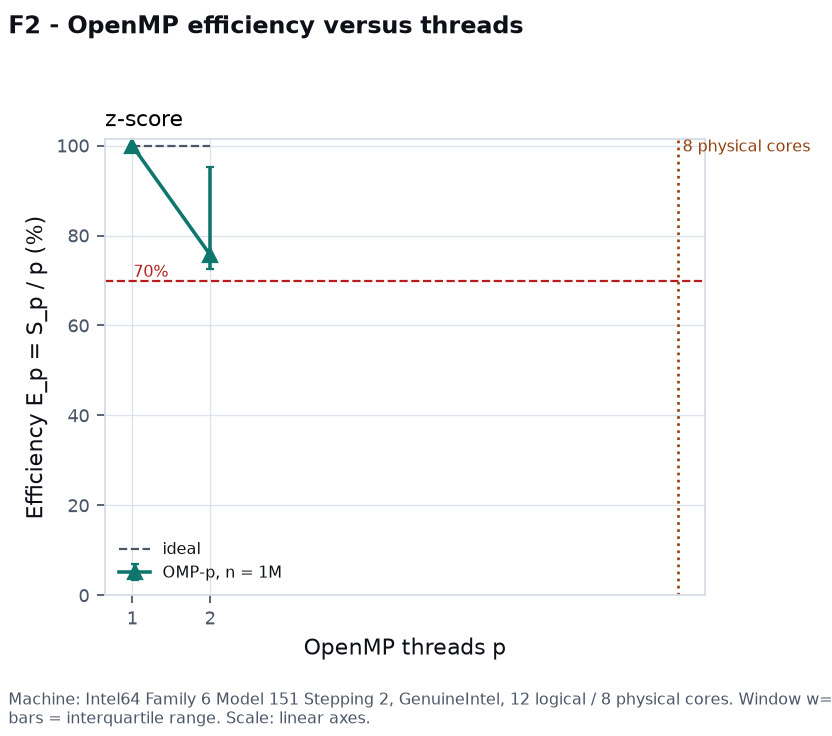 F2 - OpenMP efficiency versus threads
z-score
Efficiency E_p = S_p / p (%)
100
80
60
40
20
0
8 physical cores
70%
ideal
OMP-p, n = 1M
1
2
OpenMP threads p
Machine: Intel64 Family 6 Model 151 Stepping 2, GenuineIntel, 12 logical / 8 physical cores. Window w=
bars = interquartile range. Scale: linear axes.